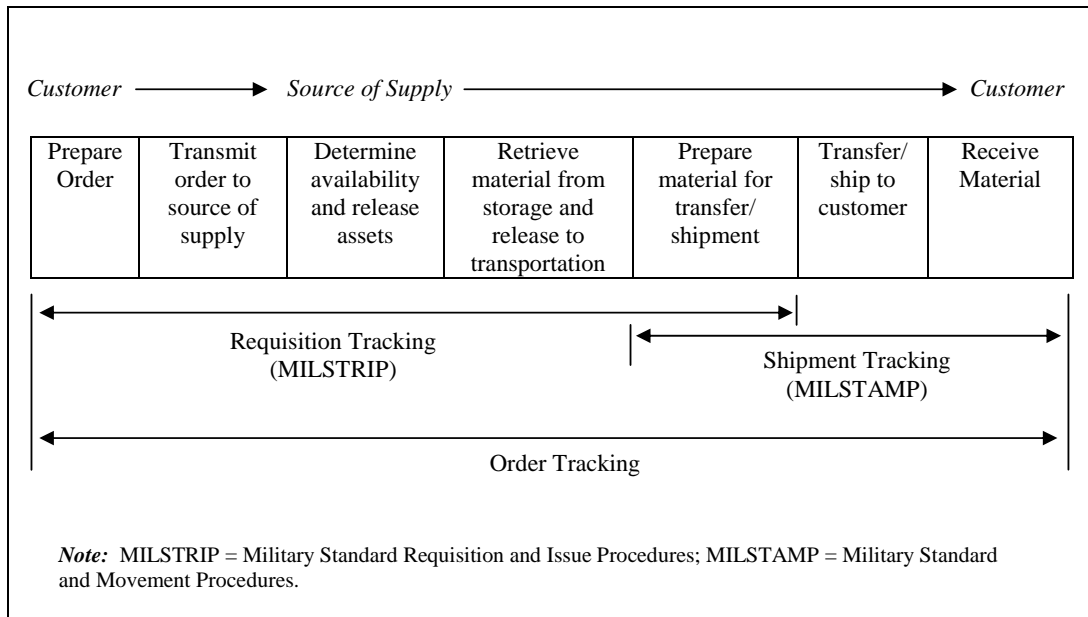 Customer Source of Supply Customer
Prepare
Order
Transmit
order to
source of
supply
Determine
availability
and release
assets
Retrieve
material from
storage and
release to
transportation
Prepare
material for
transfer/
shipment
Transfer/
ship to
customer
Receive
Material
Requisition Tracking
(MILSTRIP)
Shipment Tracking
(MILSTAMP)
Order Tracking
Note: MILSTRIP = Military Standard Requisition and Issue Procedures; MILSTAMP = Military Standard
and Movement Procedures.